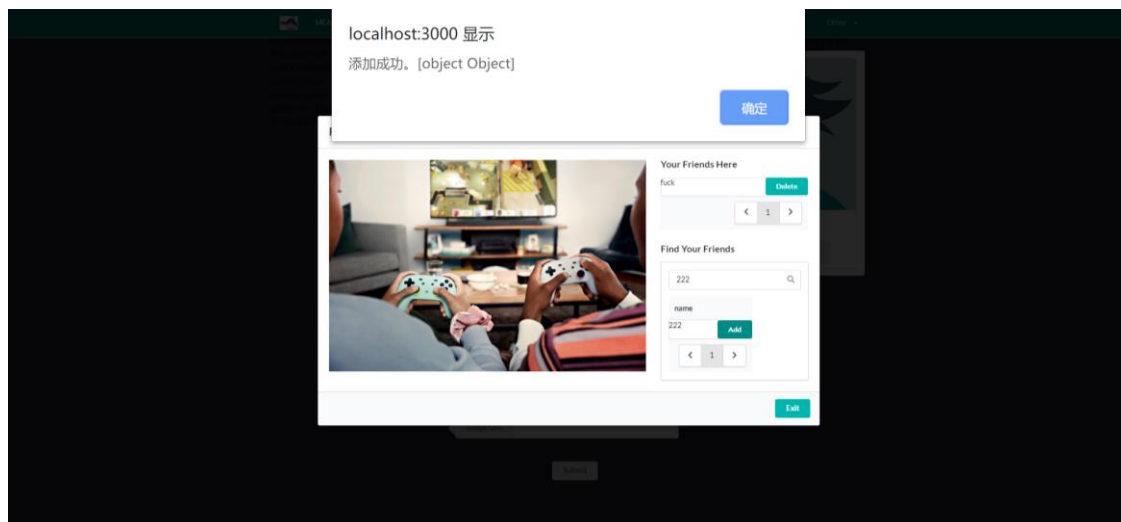 localhost:3000 显示
添加成功。[object Object]
确定
Your Friends Here
fuck
Delete
1
Find Your Friends
222
name
222
Add
1
Exit
Other
Submit